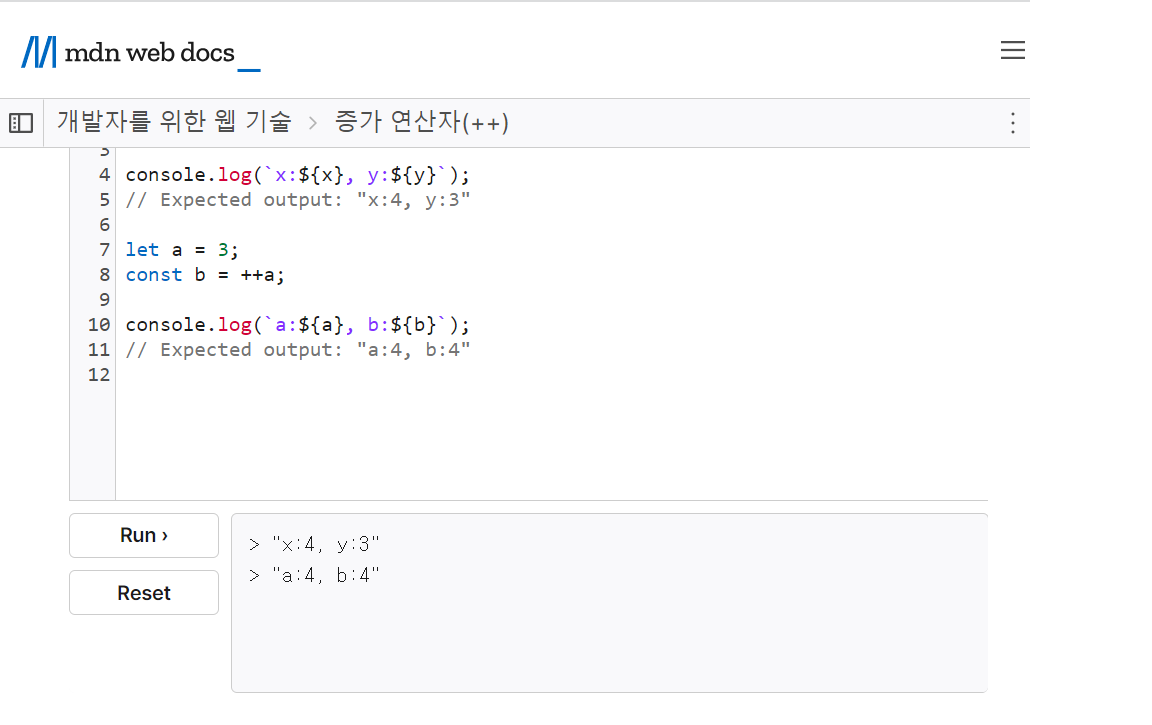 mdn web docs_
개발자를 위한 웹 기술 > 증가 연산자(++)
3
4 console.log(`x:${x}, y:${y}`);
5 // Expected output: "x:4, y:3"
6
7 let a = 3;
8 const b = ++a;
9
10 console.log(`a:${a}, b:${b}`);
11 // Expected output: "a:4, b:4"
12
Run ›
> "x:4, y:3"
> "a:4, b:4"
Reset